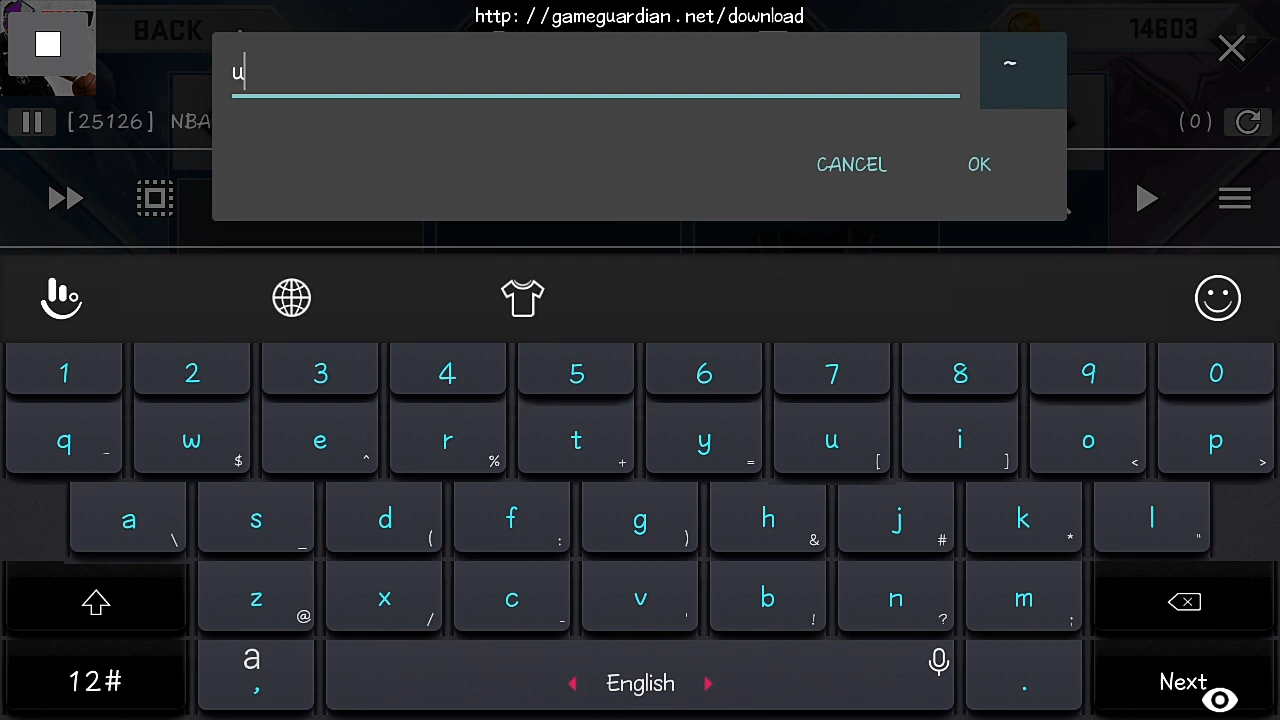 http: //gameguardian.net/download
BACK
14603
u
~
[25126] NBA
(0)
CANCEL
OK
1 2 3 4 5 6 7 8 9 0
q - w $ e ^ r % t + y = u [ i ] o < p >
a \ s _ d ( f : g ) h & j # k * l "
z @ x / c - v ' b ! n ? m ;
12# a , English . Next